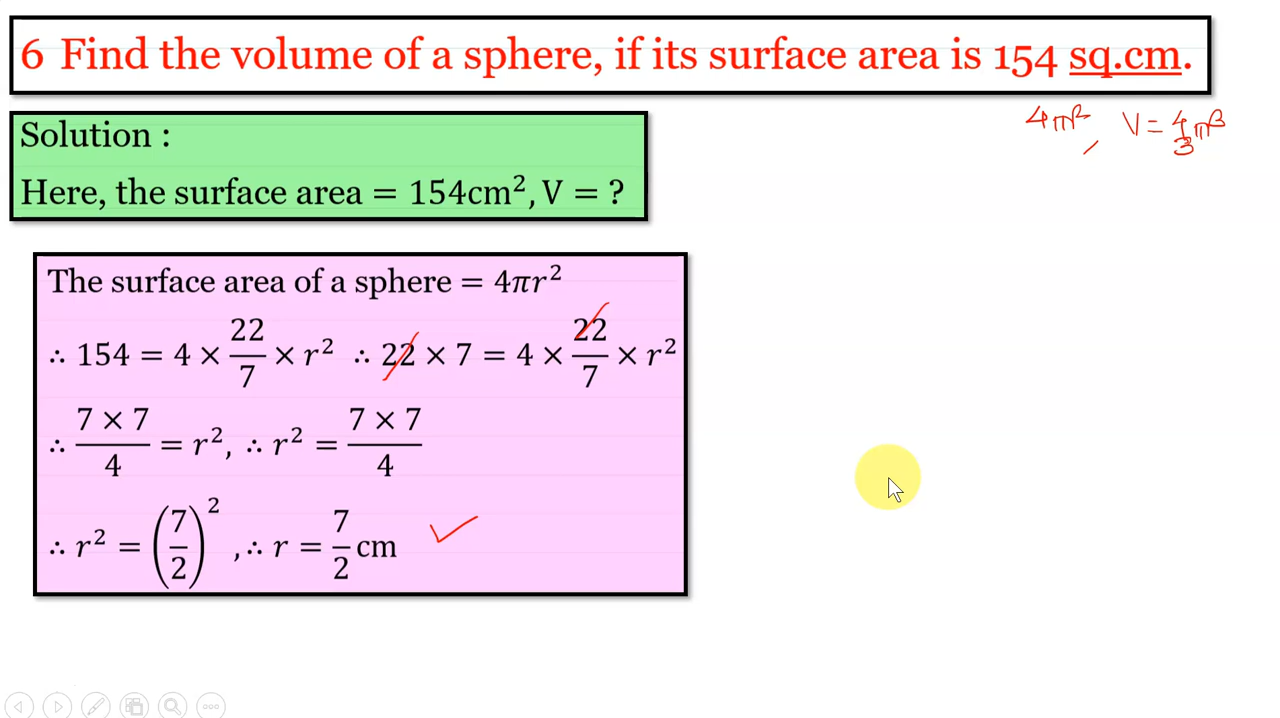 6 Find the volume of a sphere, if its surface area is 154 sq.cm.
4πr² , V = 4/3 πr³
Solution :
Here, the surface area = 154cm², V = ?
The surface area of a sphere = 4πr²
∴ 154 = 4 × 22/7 × r² ∴ 22 × 7 = 4 × 22/7 × r²
∴ 7 × 7/4 = r², ∴ r² = 7 × 7/4
∴ r² = (7/2)² , ∴ r = 7/2 cm